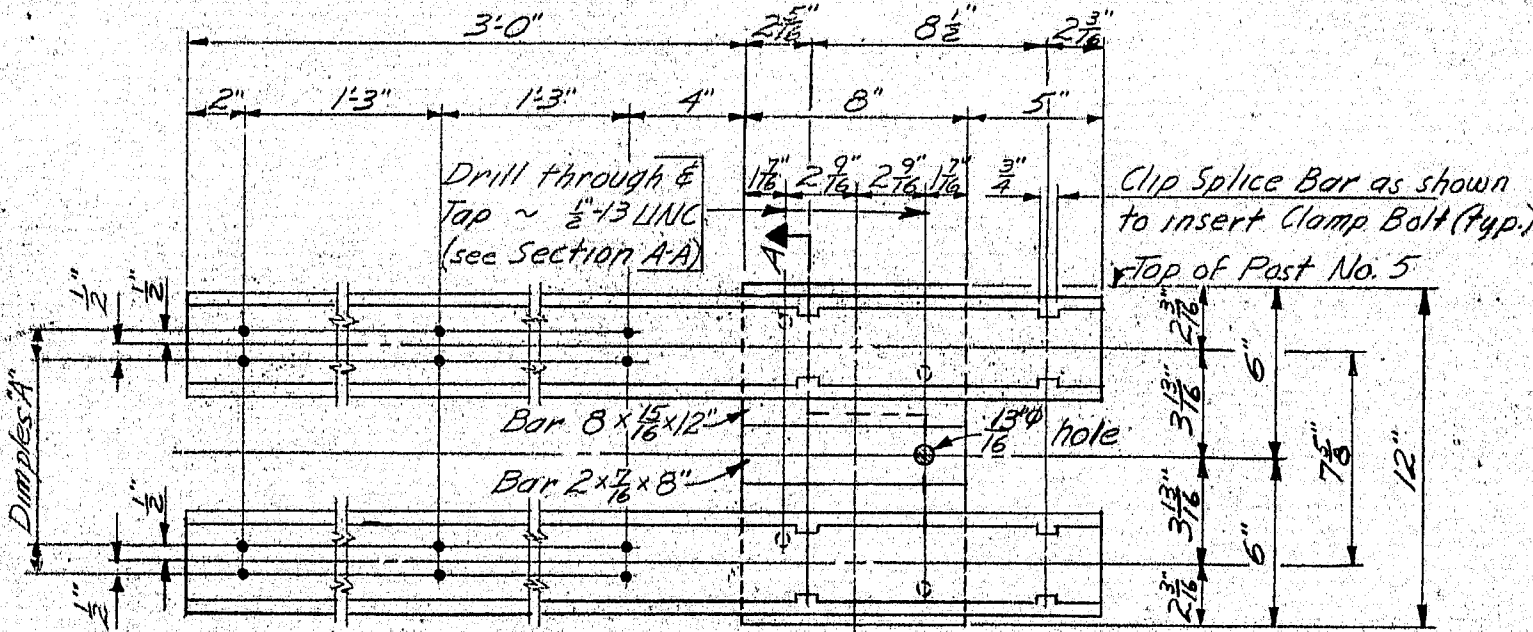 3'-0" 2 5/16" 8 1/2" 2 3/16"
2" 1'-3" 1'-3" 4" 8" 5"
1 7/16" 2 9/16" 2 9/16" 1 7/16" 3/4"
Drill through &
Tap ~ 1/2"-13 UNC
(see Section A-A)
A
Clip Splice Bar as shown
to insert Clamp Bolt (typ.)
Top of Post No. 5
1/2" 1/2"
2 3/16" 6"
Dimples "A"
Bar 8 x 15/16 x 12"
13/16"φ hole
3 13/16"
7 5/8" 12"
Bar 2 x 7/16 x 8"
1/2"
3 13/16" 6"
1/2"
2 3/16"